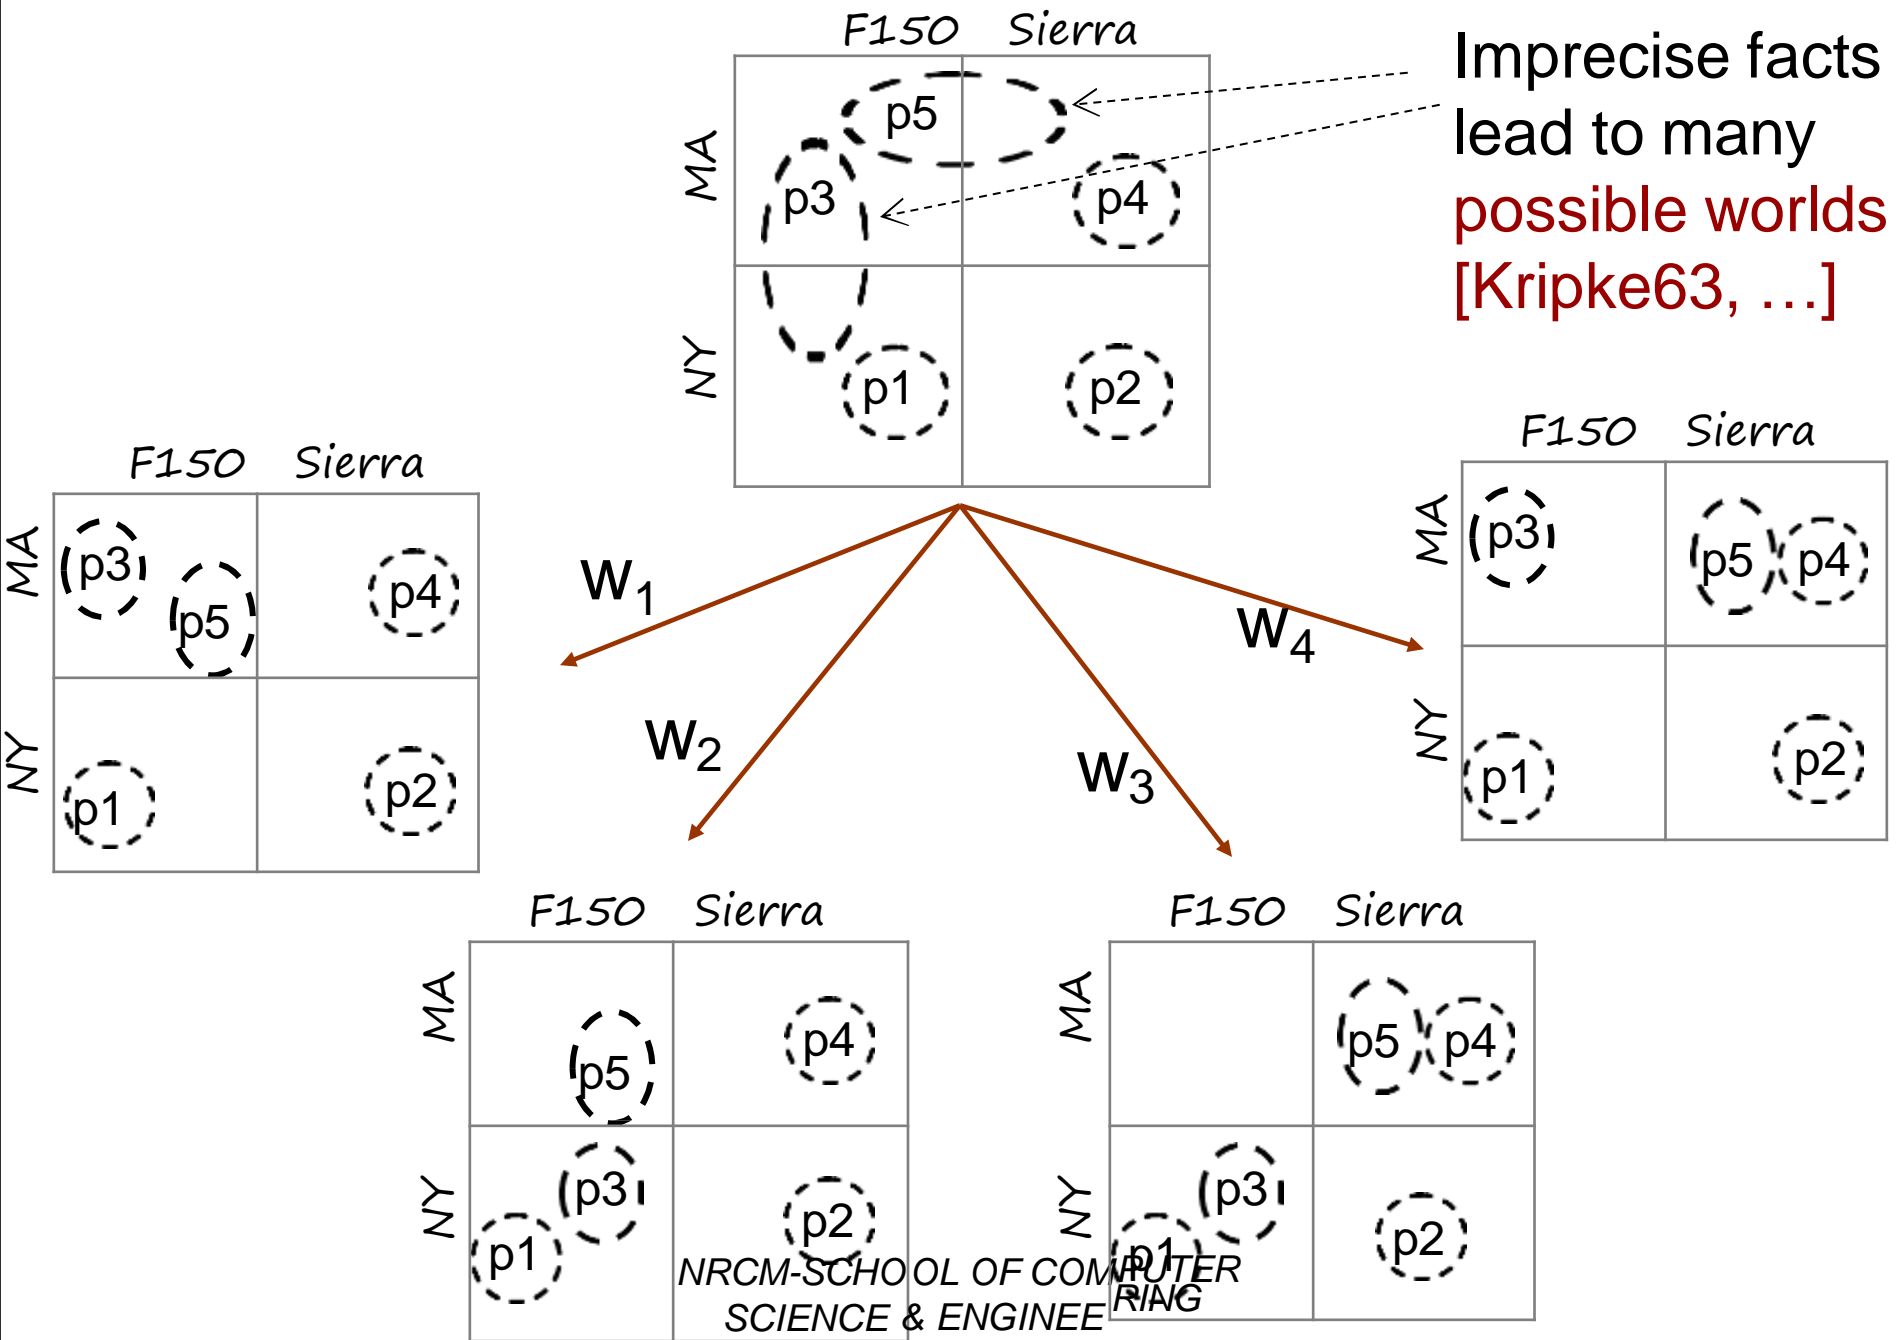 F150 Sierra
MA
NY
p5
p3
p4
p1
p2
Imprecise facts
lead to many
possible worlds
[Kripke63, …]
F150 Sierra
MA
NY
p3
p5
p4
p1
p2
w1
w2
w3
w4
F150 Sierra
MA
NY
p3
p5
p4
p1
p2
F150 Sierra
MA
NY
p5
p4
p3
p1
p2
F150 Sierra
MA
NY
p5
p4
p3
p1
p2
NRCM-SCHOOL OF COMPUTER
SCIENCE & ENGINEERING